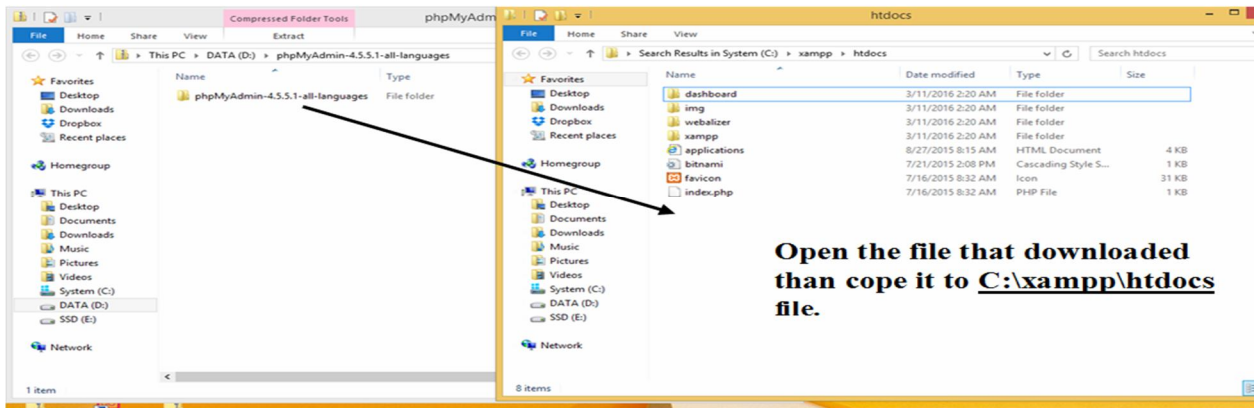 Compressed Folder Tools
phpMyAdm
File Home Share View Extract
This PC DATA (D:) phpMyAdmin-4.5.5.1-all-languages
Name Type
phpMyAdmin-4.5.5.1-all-languages File folder
Favorites
Desktop
Downloads
Dropbox
Recent places
Homegroup
This PC
Desktop
Documents
Downloads
Music
Pictures
Videos
System (C:)
DATA (D:)
SSD (E:)
Network
1 item
htdocs
File Home Share View
Search Results in System (C:) xampp htdocs Search htdocs
Favorites
Desktop
Downloads
Dropbox
Recent places
Homegroup
This PC
Desktop
Documents
Downloads
Music
Pictures
Videos
System (C:)
DATA (D:)
SSD (E:)
Network
Name Date modified Type Size
dashboard 3/11/2016 2:20 AM File folder
img 3/11/2016 2:20 AM File folder
webalizer 3/11/2016 2:20 AM File folder
xampp 3/11/2016 2:20 AM File folder
applications 8/27/2015 8:15 AM HTML Document 4 KB
bitnami 7/21/2015 2:08 PM Cascading Style S... 1 KB
favicon 7/16/2015 8:32 AM Icon 31 KB
index.php 7/16/2015 8:32 AM PHP File 1 KB
Open the file that downloaded
than cope it to C:\xampp\htdocs
file.
8 items